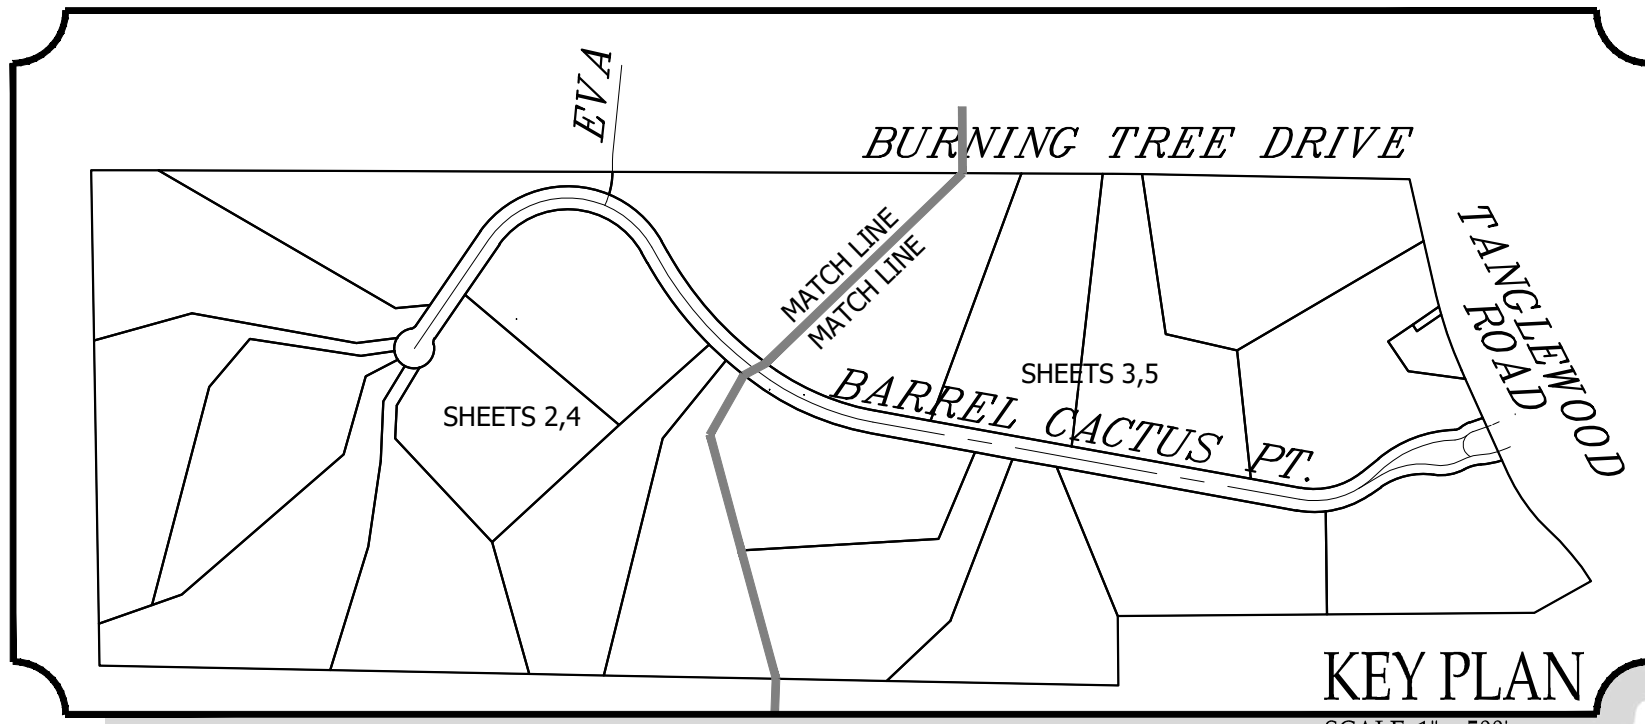 EVA
BURNING TREE DRIVE
MATCH LINE
MATCH LINE
TANGLEWOOD
ROAD
SHEETS 3,5
BARREL CACTUS PT.
SHEETS 2,4
KEY PLAN